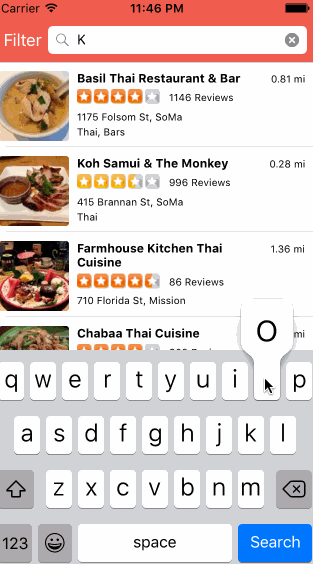 Carrier 11:46 PM
Filter K
Basil Thai Restaurant & Bar 0.81 mi
1146 Reviews
1175 Folsom St, SoMa
Thai, Bars
Koh Samui & The Monkey 0.28 mi
996 Reviews
415 Brannan St, SoMa
Thai
Farmhouse Kitchen Thai 1.36 mi
Cuisine
86 Reviews
710 Florida St, Mission
Chabaa Thai Cuisine mi
O
q w e r t y u i p
a s d f g h j k l
z x c v b n m
123 space Search